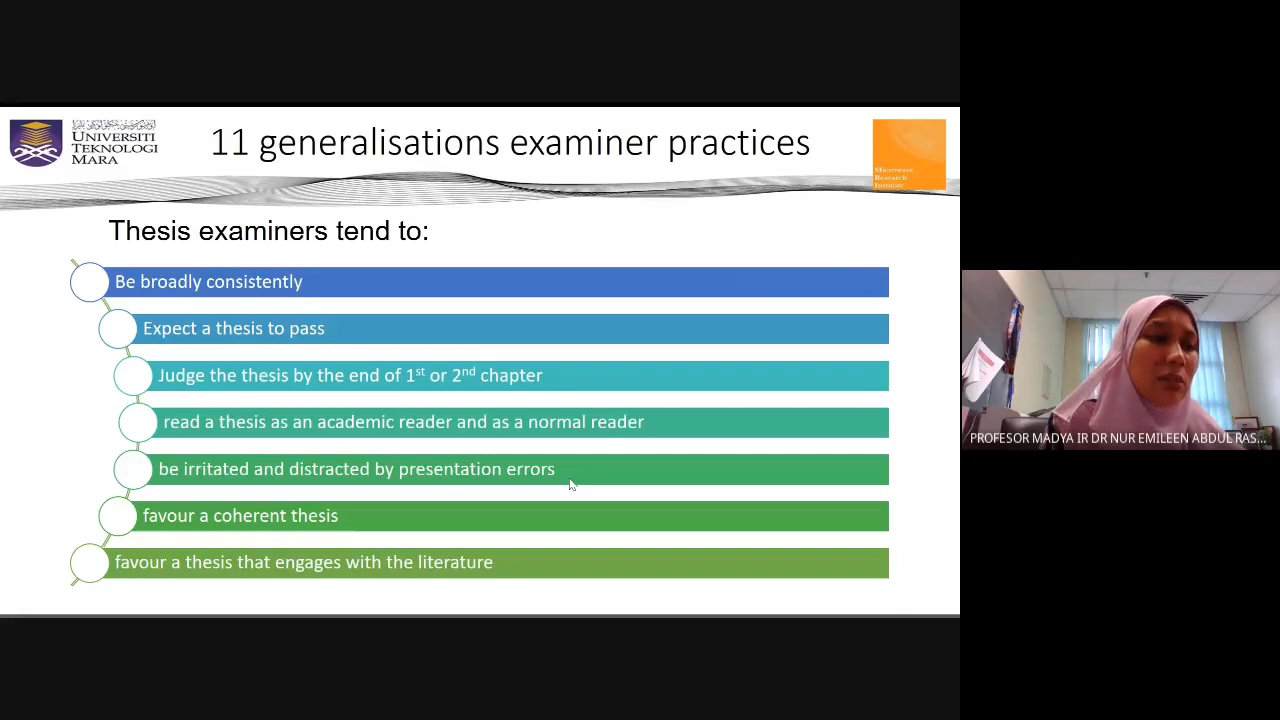 UNIVERSITI
TEKNOLOGI
MARA
11 generalisations examiner practices
Microwave
Research
Institute
Thesis examiners tend to:
Be broadly consistently
Expect a thesis to pass
Judge the thesis by the end of 1st or 2nd chapter
read a thesis as an academic reader and as a normal reader
be irritated and distracted by presentation errors
favour a coherent thesis
favour a thesis that engages with the literature
PROFESOR MADYA IR DR NUR EMILEEN ABDUL RAS...